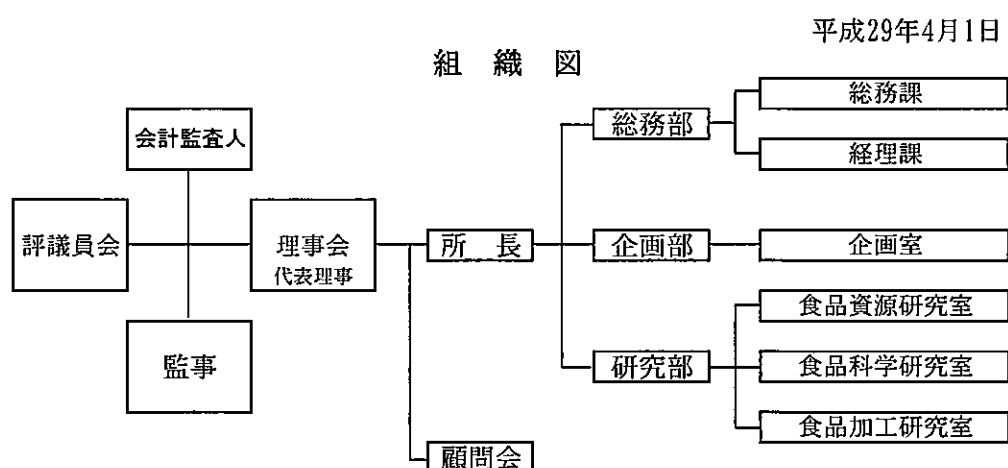 平成29年4月1日
組 織 図
会計監査人
評議員会
理事会
代表理事
監事
所 長
顧問会
総務部
総務課
経理課
企画部
企画室
研究部
食品資源研究室
食品科学研究室
食品加工研究室